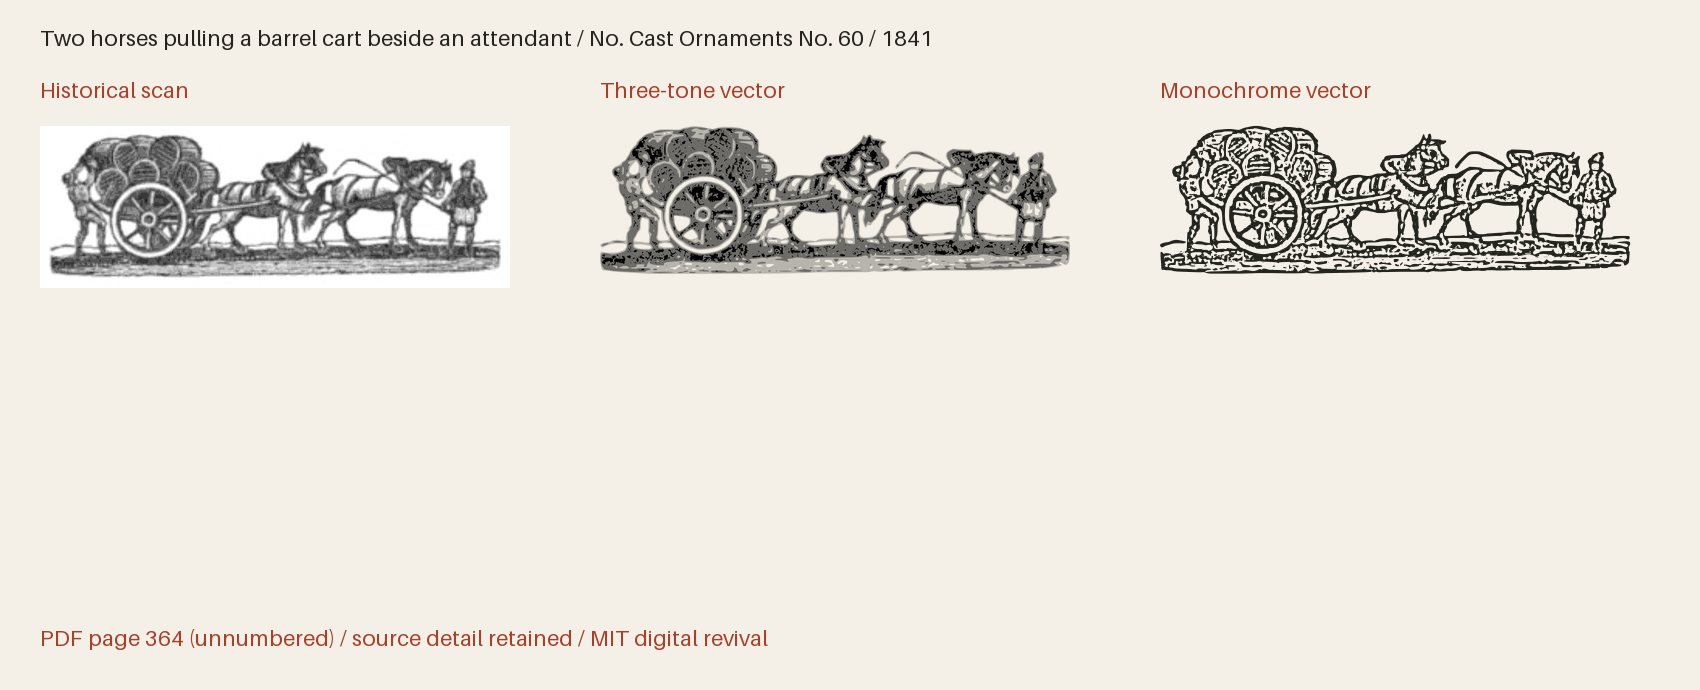 Two horses pulling a barrel cart beside an attendant / No. Cast Ornaments No. 60 / 1841
Historical scan
Three-tone vector
Monochrome vector
PDF page 364 (unnumbered) / source detail retained / MIT digital revival